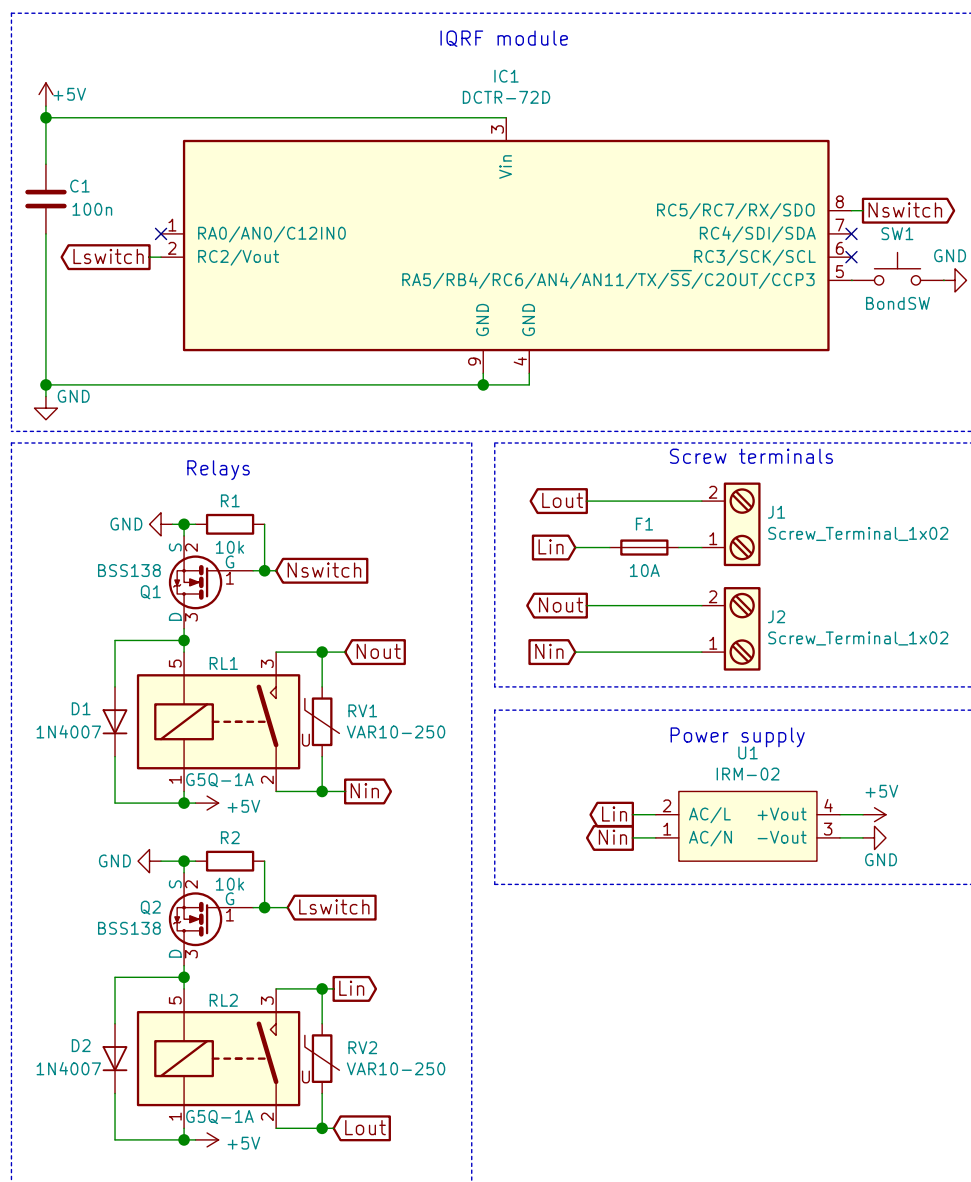 IQRF module
IC1
DCTR-72D
+5V
3
Vin
C1
100n
1
RA0/AN0/C12IN0
Lswitch
2
RC2/Vout
RC5/RC7/RX/SDO
8
Nswitch
RC4/SDI/SDA
7
SW1
RC3/SCK/SCL
6
GND
RA5/RB4/RC6/AN4/AN11/TX/SS/C2OUT/CCP3
5
BondSW
GND
GND
9
4
GND
Relays
R1
GND
10k
S
2
G
1
Nswitch
BSS138
Q1
D
3
5
RL1
3
Nout
D1
1N4007
RV1
VAR10-250
U
1
G5Q-1A
2
Nin
+5V
R2
GND
10k
S
2
G
1
Lswitch
Q2
BSS138
D
3
5
RL2
3
Lin
D2
1N4007
RV2
VAR10-250
U
1
G5Q-1A
2
Lout
+5V
Screw terminals
Lout
2
J1
Screw_Terminal_1x02
F1
Lin
1
10A
Nout
2
J2
Screw_Terminal_1x02
Nin
1
Power supply
U1
IRM-02
+5V
Lin
2
AC/L
+Vout
4
Nin
1
AC/N
-Vout
3
GND